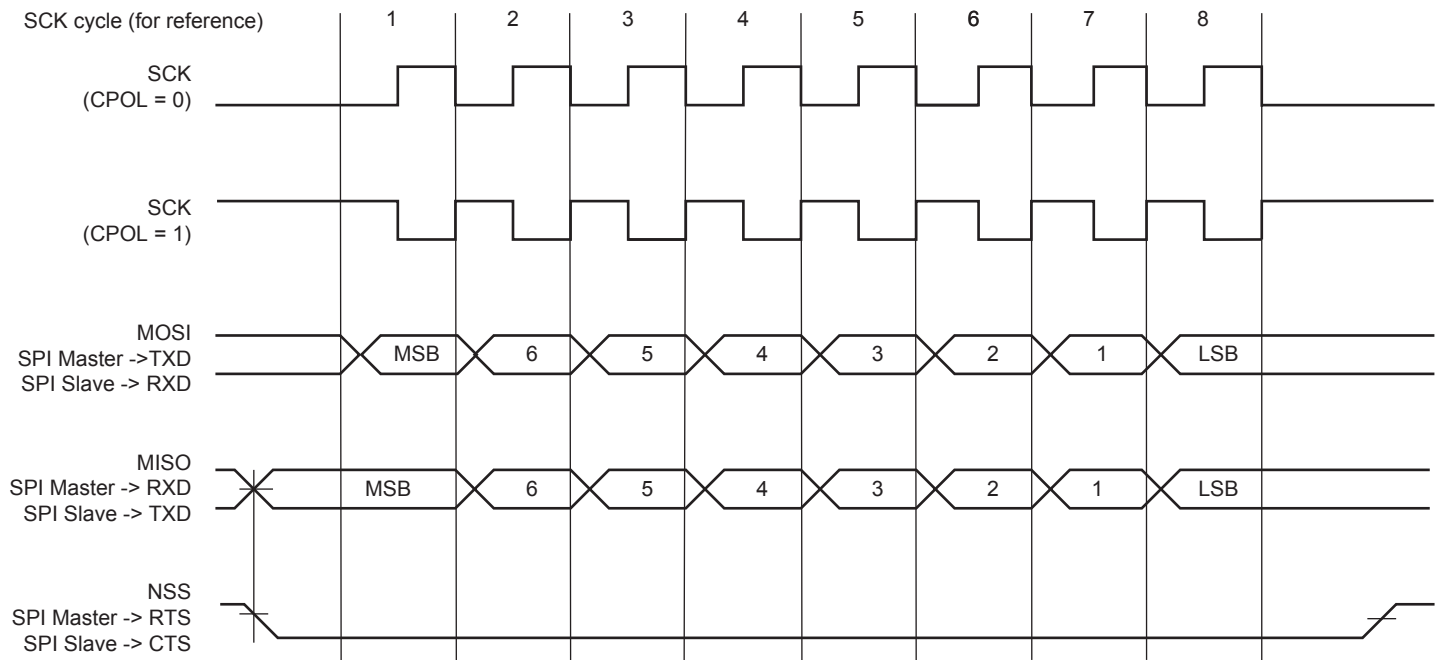 SCK cycle (for reference) 1 2 3 4 5 6 7 8
SCK
(CPOL = 0)
SCK
(CPOL = 1)
MOSI
SPI Master ->TXD
SPI Slave -> RXD
MSB 6 5 4 3 2 1 LSB
MISO
SPI Master -> RXD
SPI Slave -> TXD
MSB 6 5 4 3 2 1 LSB
NSS
SPI Master -> RTS
SPI Slave -> CTS